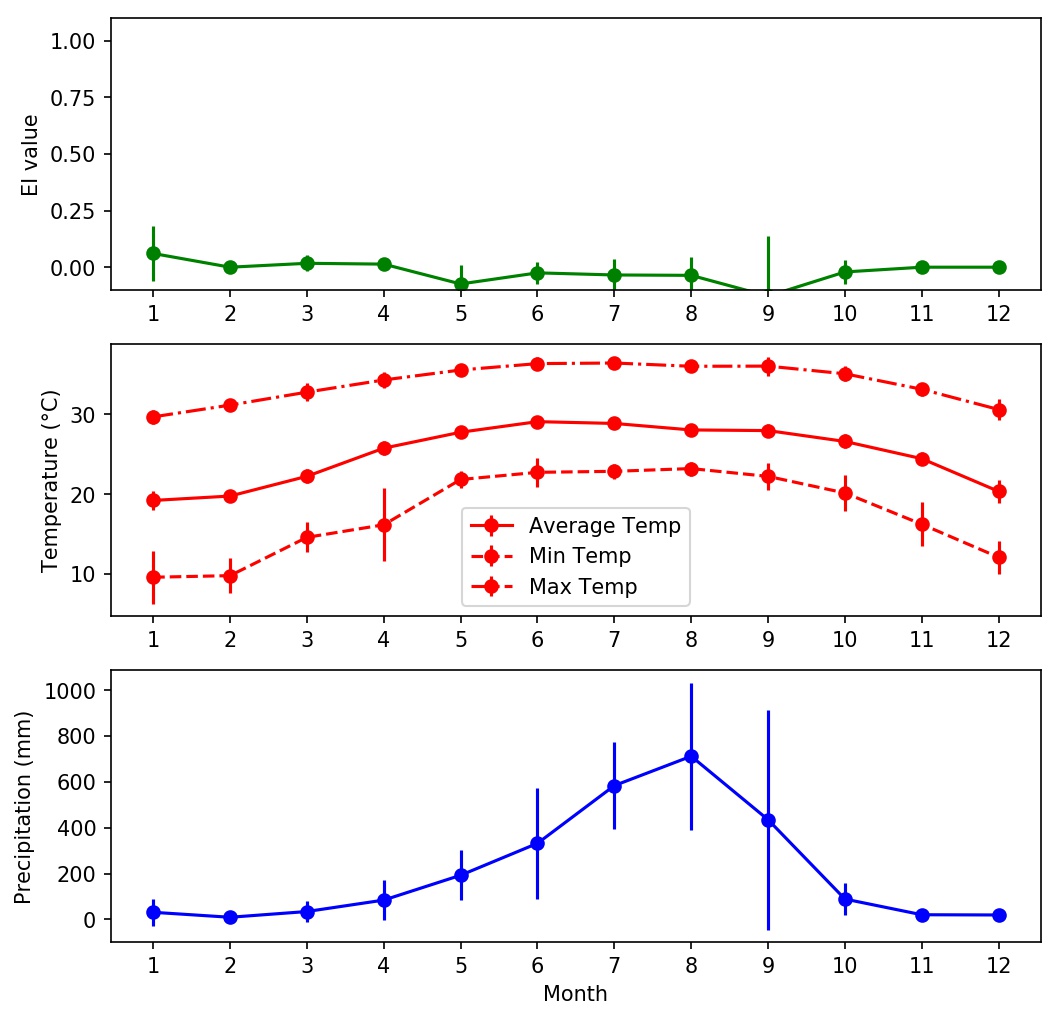 EI value
1.00
0.75
0.50
0.25
0.00
1 2 3 4 5 6 7 8 9 10 11 12
Temperature (°C)
30
20
10
Average Temp
Min Temp
Max Temp
1 2 3 4 5 6 7 8 9 10 11 12
Precipitation (mm)
1000
800
600
400
200
0
1 2 3 4 5 6 7 8 9 10 11 12
Month